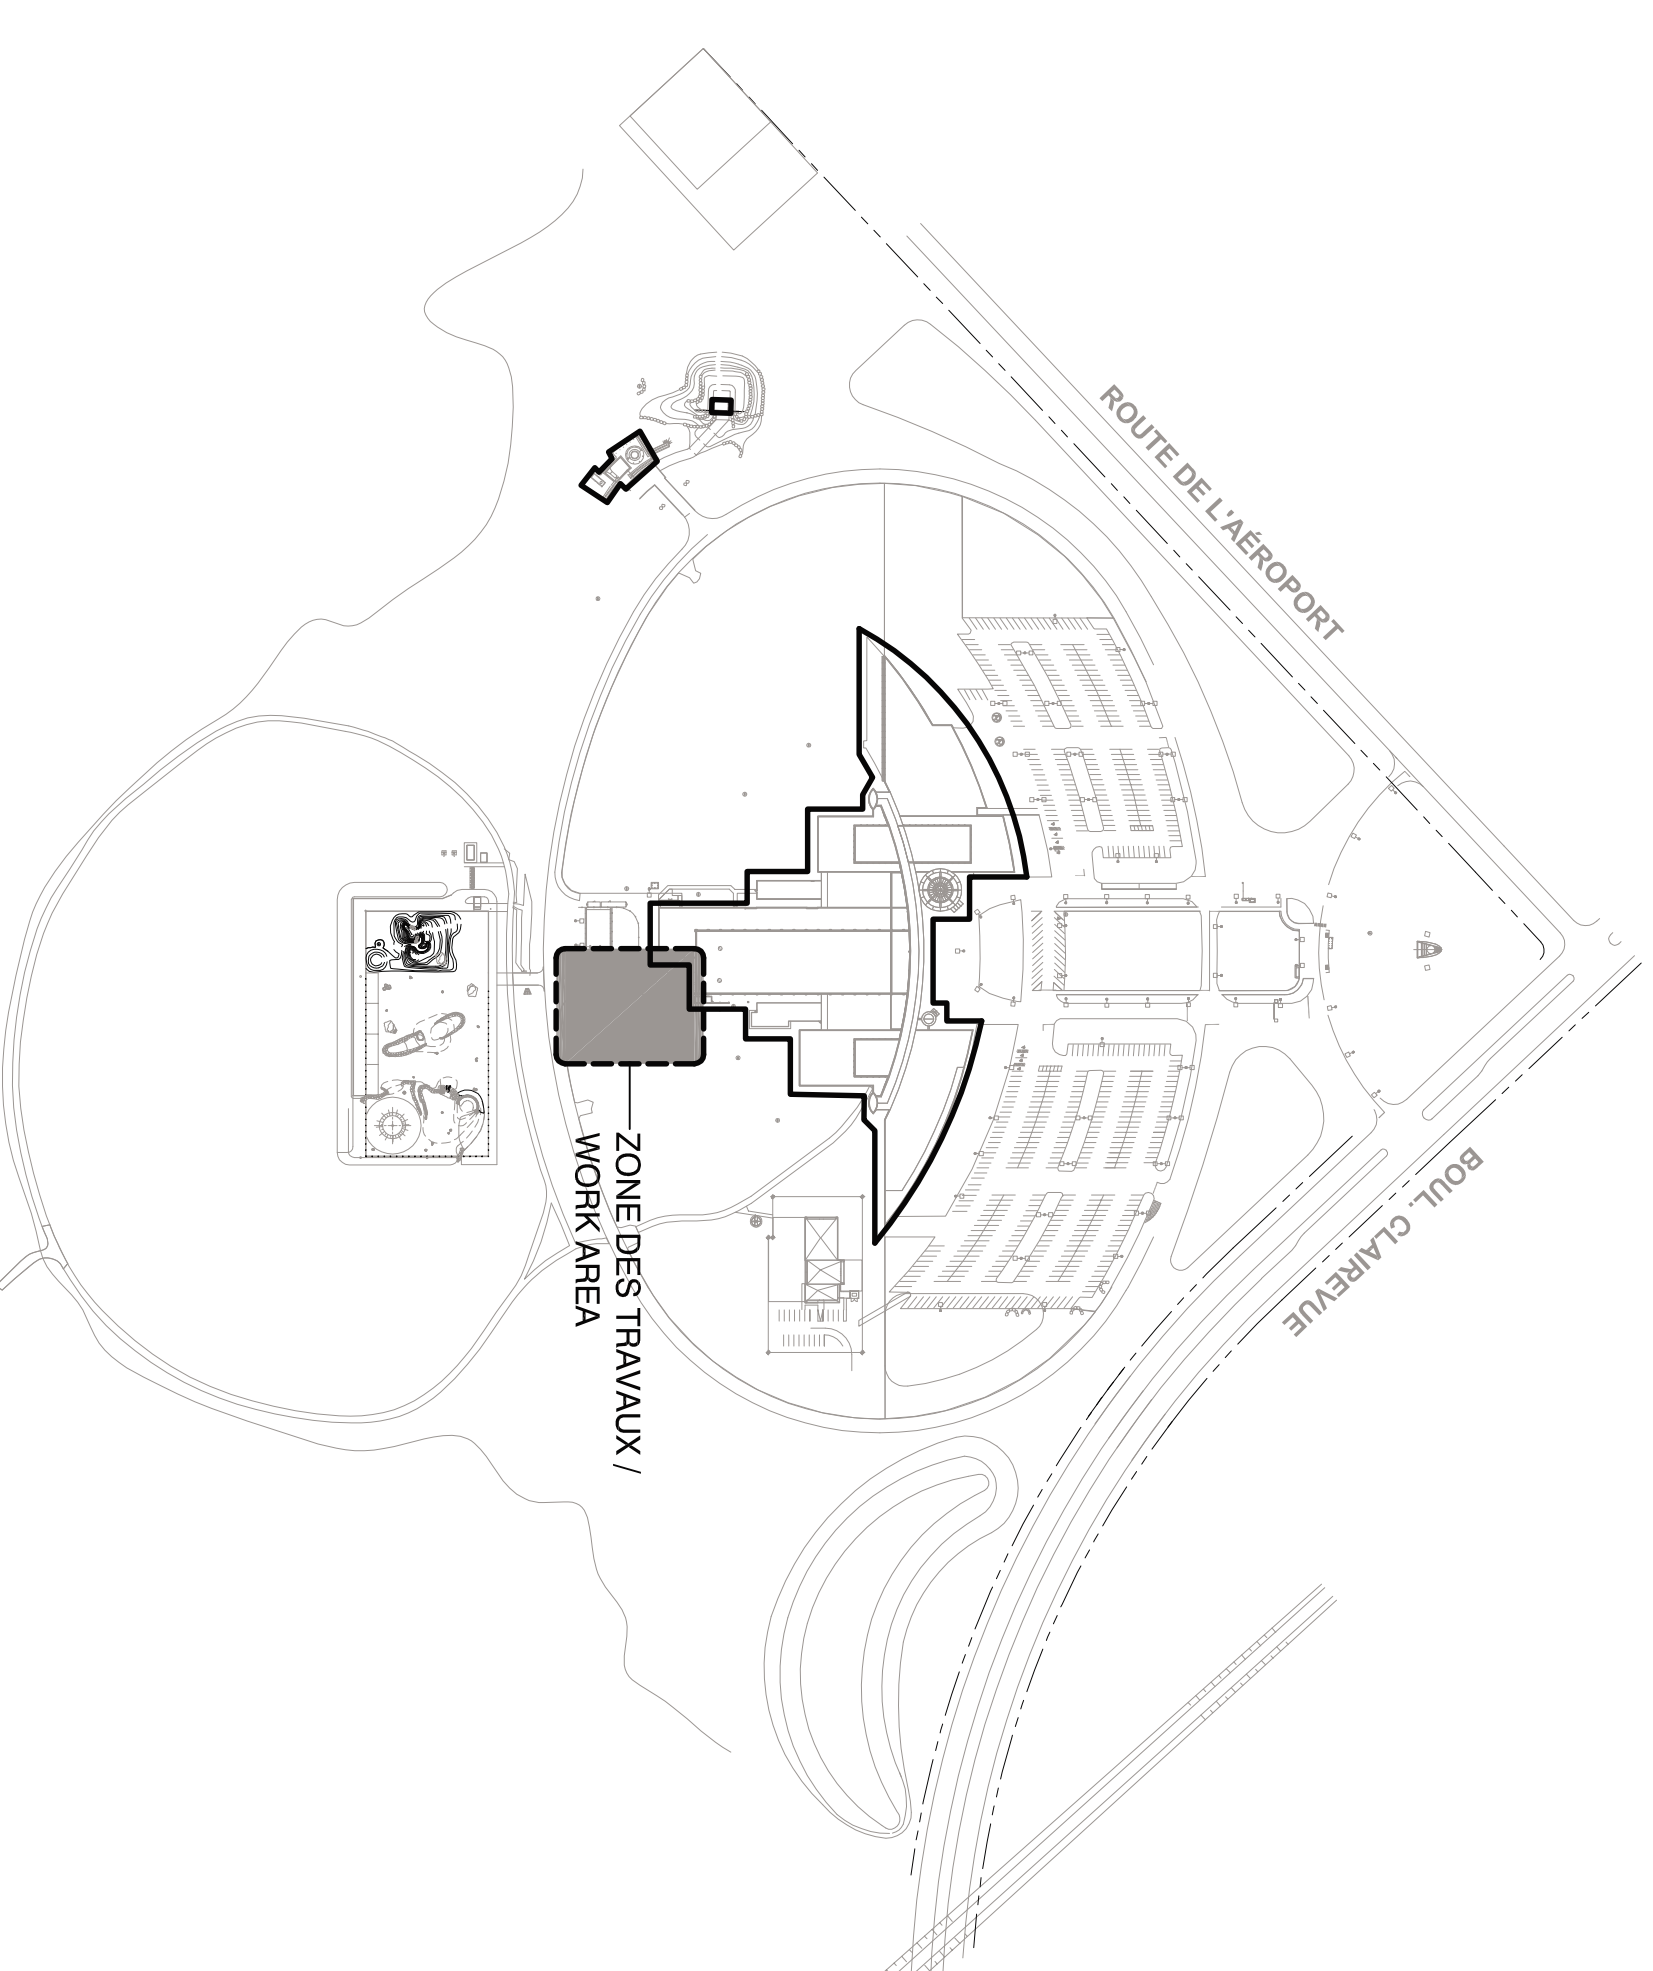 ROUTE DE L'AÉROPORT
BOUL. CLAIREVUE
ZONE DES TRAVAUX /
WORK AREA